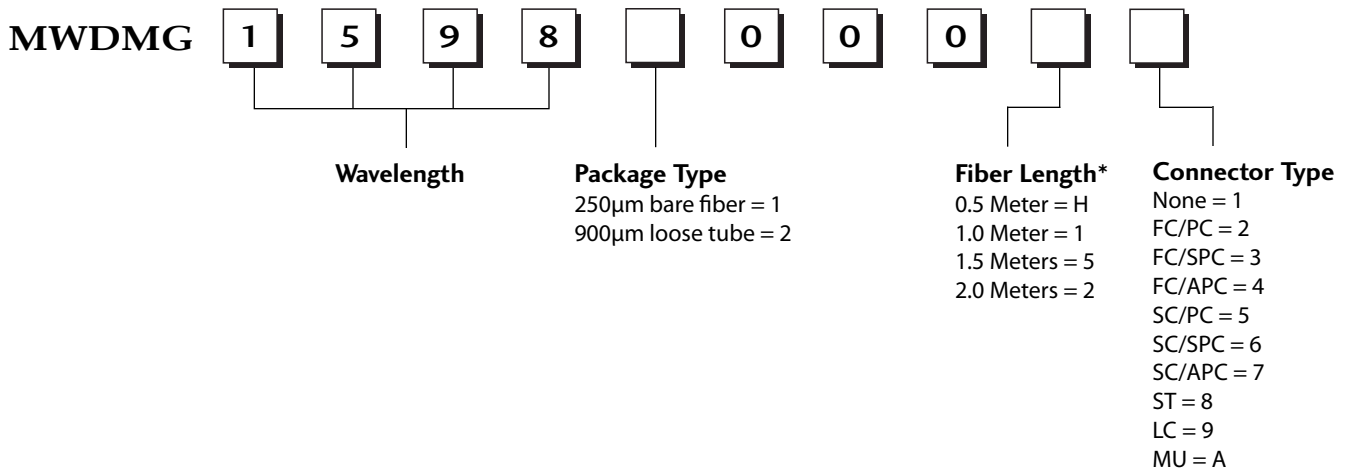 MWDMG 1 5 9 8 0 0 0
Wavelength
Package Type
250μm bare fiber = 1
900μm loose tube = 2
Fiber Length*
0.5 Meter = H
1.0 Meter = 1
1.5 Meters = 5
2.0 Meters = 2
Connector Type
None = 1
FC/PC = 2
FC/SPC = 3
FC/APC = 4
SC/PC = 5
SC/SPC = 6
SC/APC = 7
ST = 8
LC = 9
MU = A